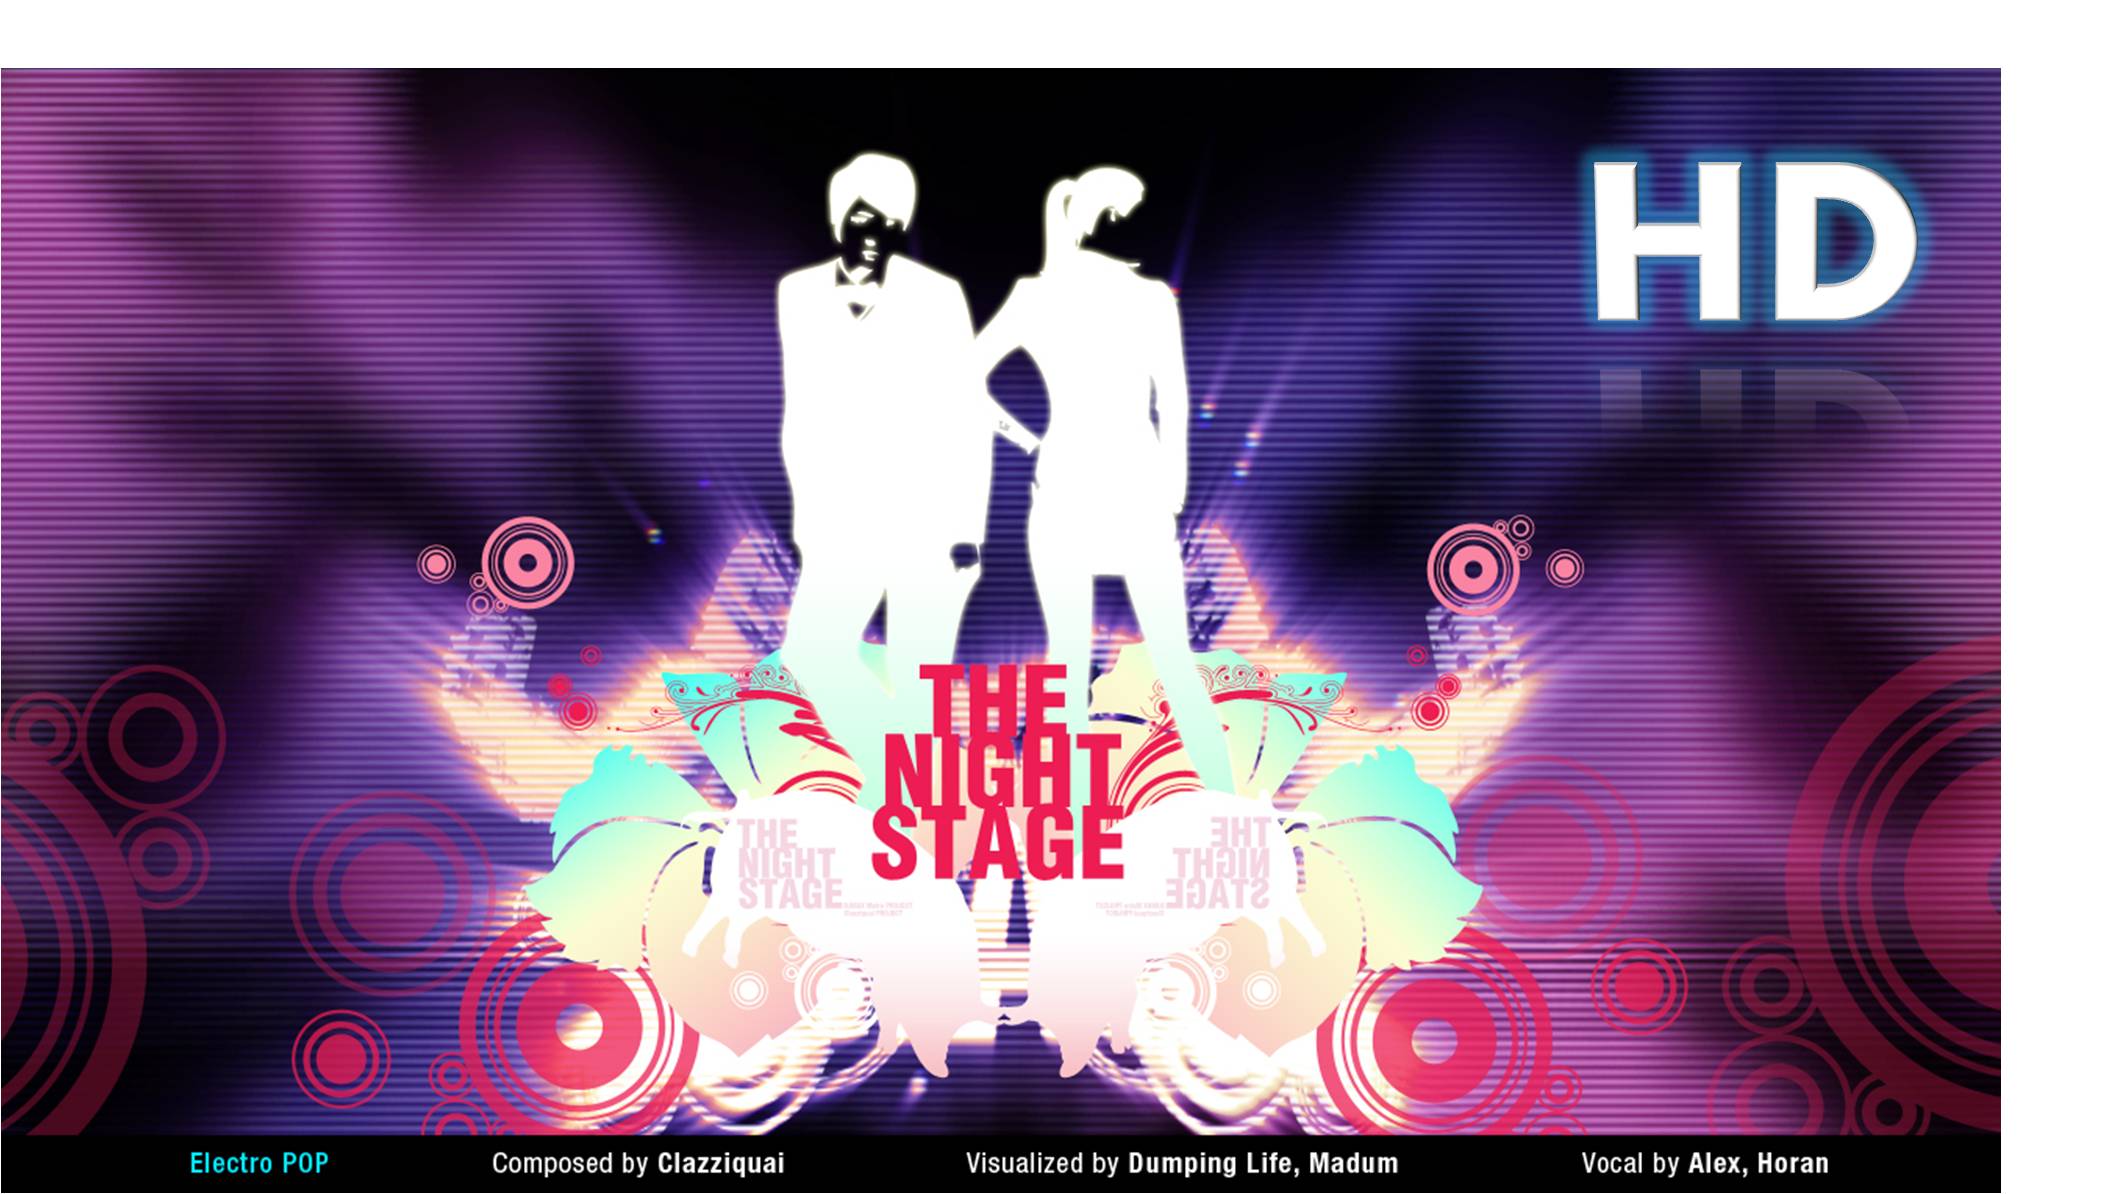 HD
THE
NIGHT
STAGE
THE
NIGHT
STAGE
THE
NIGHT
STAGE
Electro POP
Composed by Clazziquai
Visualized by Dumping Life, Madum
Vocal by Alex, Horan